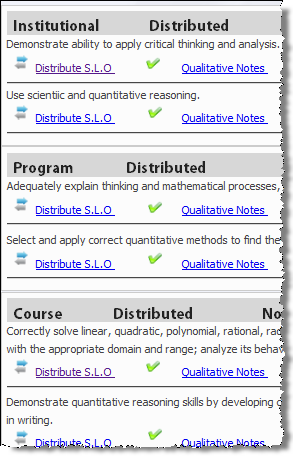 Institutional Distributed
Demonstrate ability to apply critical thinking and analysis.
Distribute S.L.O Qualitative Notes
Use scientiic and quantitative reasoning.
Distribute S.L.O Qualitative Notes
Program Distributed
Adequately explain thinking and mathematical processes,
Distribute S.L.O Qualitative Notes
Select and apply correct quantitative methods to find the
Distribute S.L.O Qualitative Notes
Course Distributed No
Correctly solve linear, quadratic, polynomial, rational,
with the appropriate domain and range; analyze its
Distribute S.L.O Qualitative Notes
Demonstrate quantitative reasoning skills by developing
in writing.
Distribute S.L.O Qualitative Notes